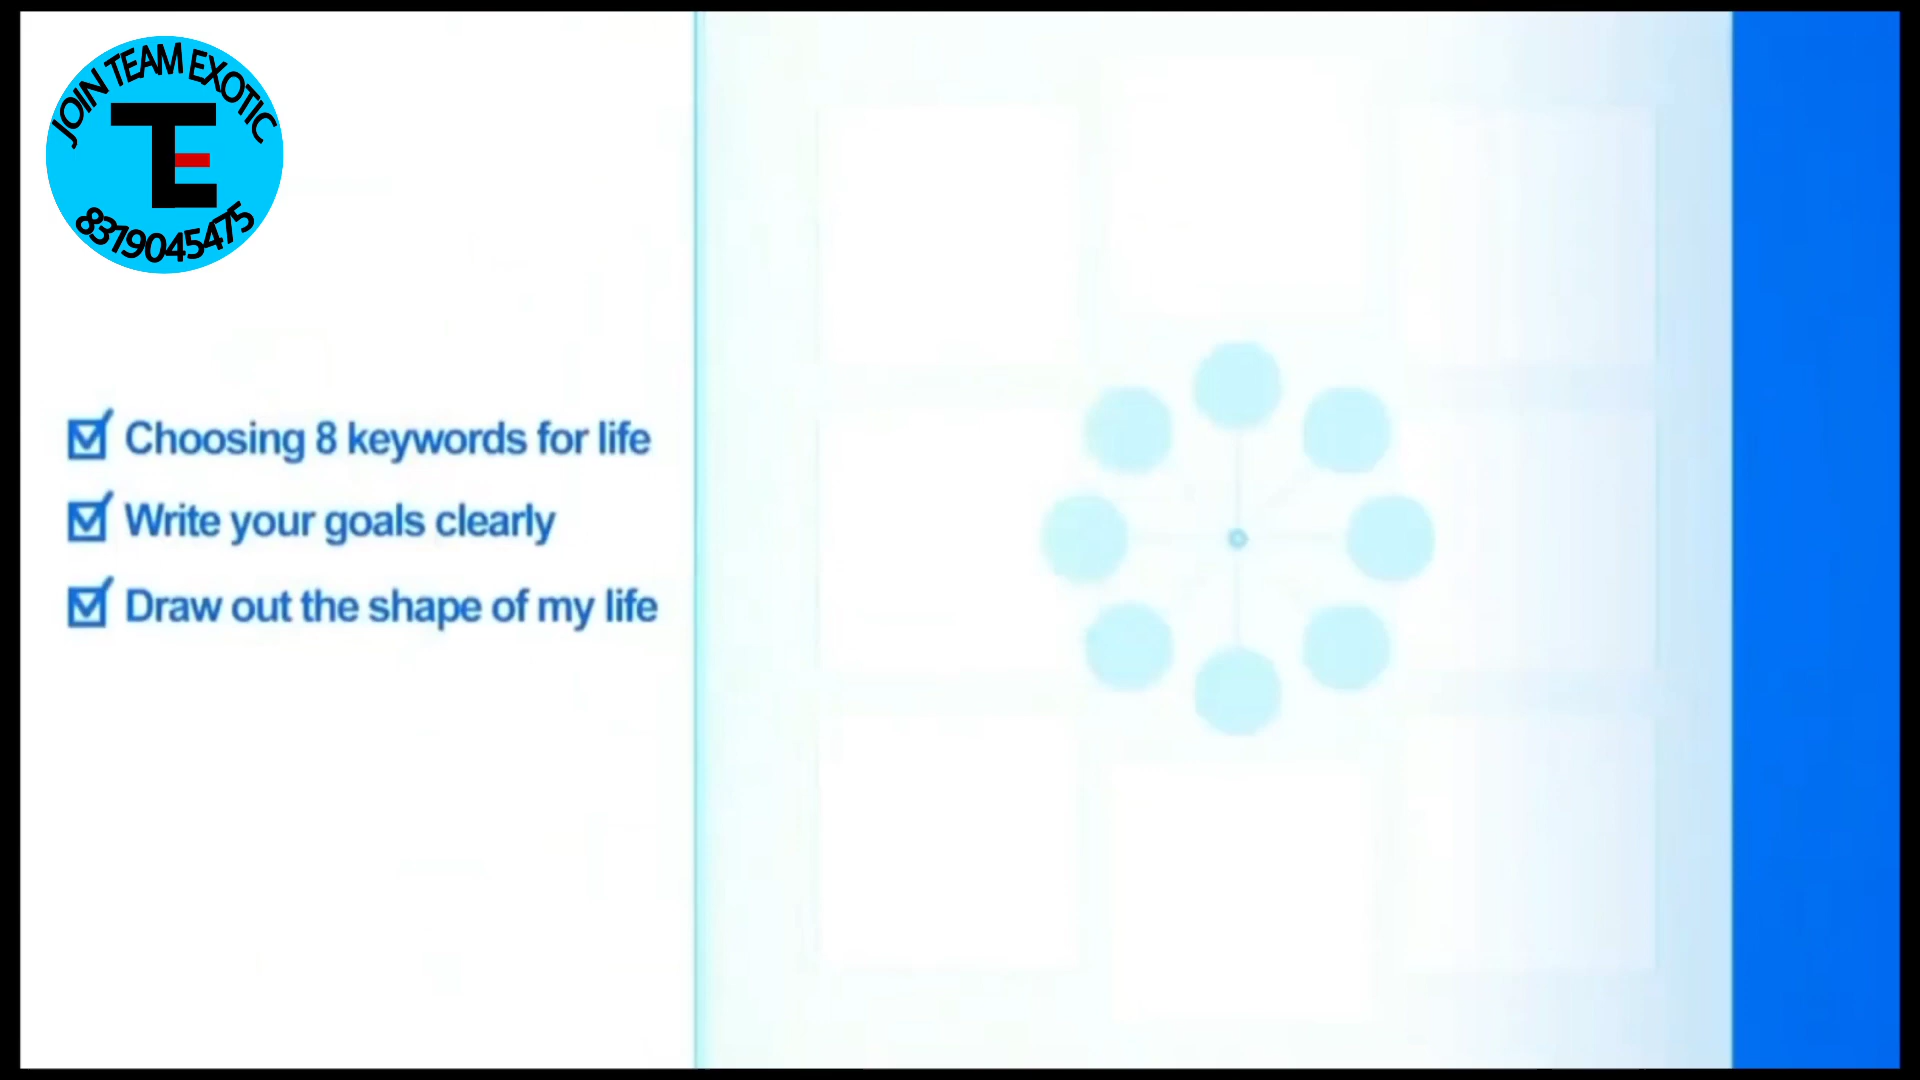 JOIN TEAM EXOTIC
TE
8319045475
Choosing 8 keywords for life
Write your goals clearly
Draw out the shape of my life